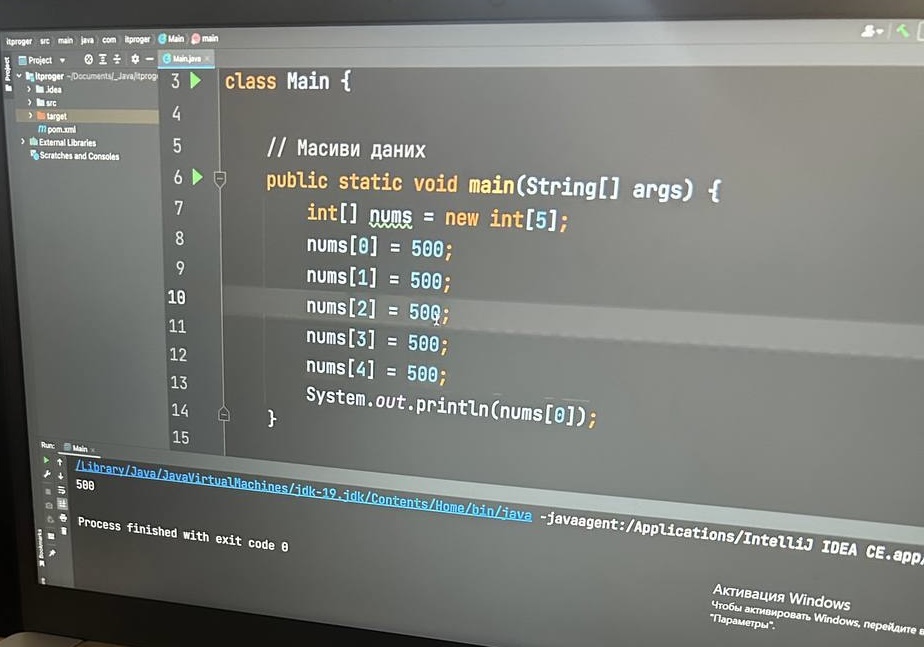 itproger src main java com itproger Main main
Project
Main.java
itproger ~/Documents/_Java/itprog
.idea
src
target
pom.xml
External Libraries
Scratches and Consoles
Project
3 class Main {
4
5 // Масиви даних
6 public static void main(String[] args) {
7 int[] nums = new int[5];
8 nums[0] = 500;
9 nums[1] = 500;
10 nums[2] = 500;
11 nums[3] = 500;
12 nums[4] = 500;
13 System.out.println(nums[0]);
14 }
15
Run: Main
/Library/Java/JavaVirtualMachines/jdk-19.jdk/Contents/Home/bin/java -javaagent:/Applications/IntelliJ IDEA CE.app/
500
Process finished with exit code 0
Bookmarks
Активация Windows
Чтобы активировать Windows, перейдите в
"Параметры".